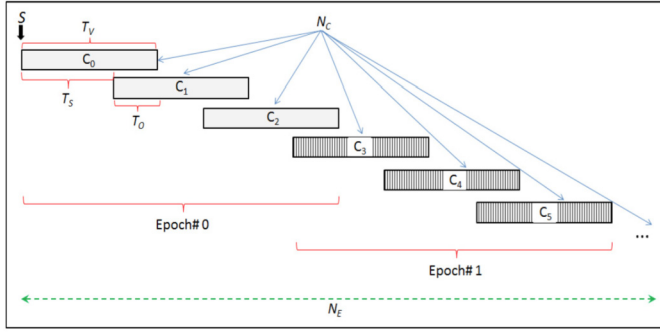 S
N_C
T_V
C_0
C_1
T_S
T_O
C_2
C_3
C_4
C_5
...
Epoch# 0
Epoch# 1
N_E